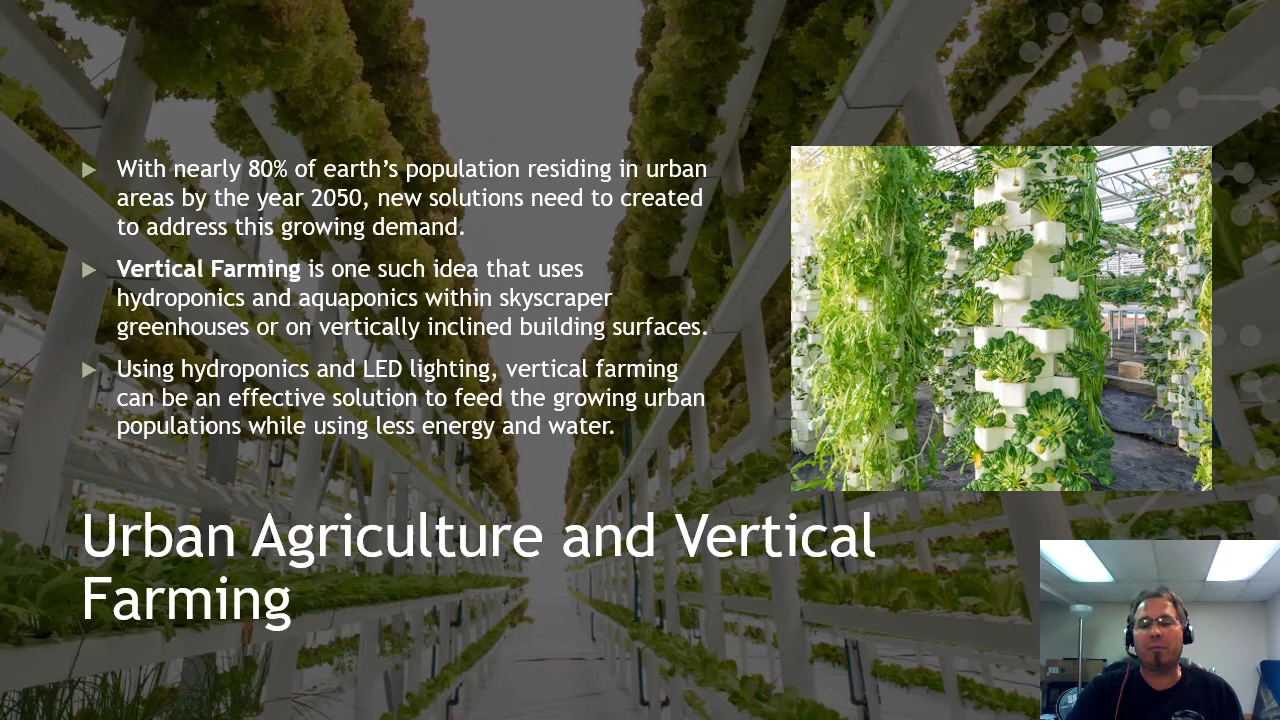 With nearly 80% of earth’s population residing in urban
areas by the year 2050, new solutions need to created
to address this growing demand.
Vertical Farming is one such idea that uses
hydroponics and aquaponics within skyscraper
greenhouses or on vertically inclined building surfaces.
Using hydroponics and LED lighting, vertical farming
can be an effective solution to feed the growing urban
populations while using less energy and water.
Urban Agriculture and Vertical
Farming